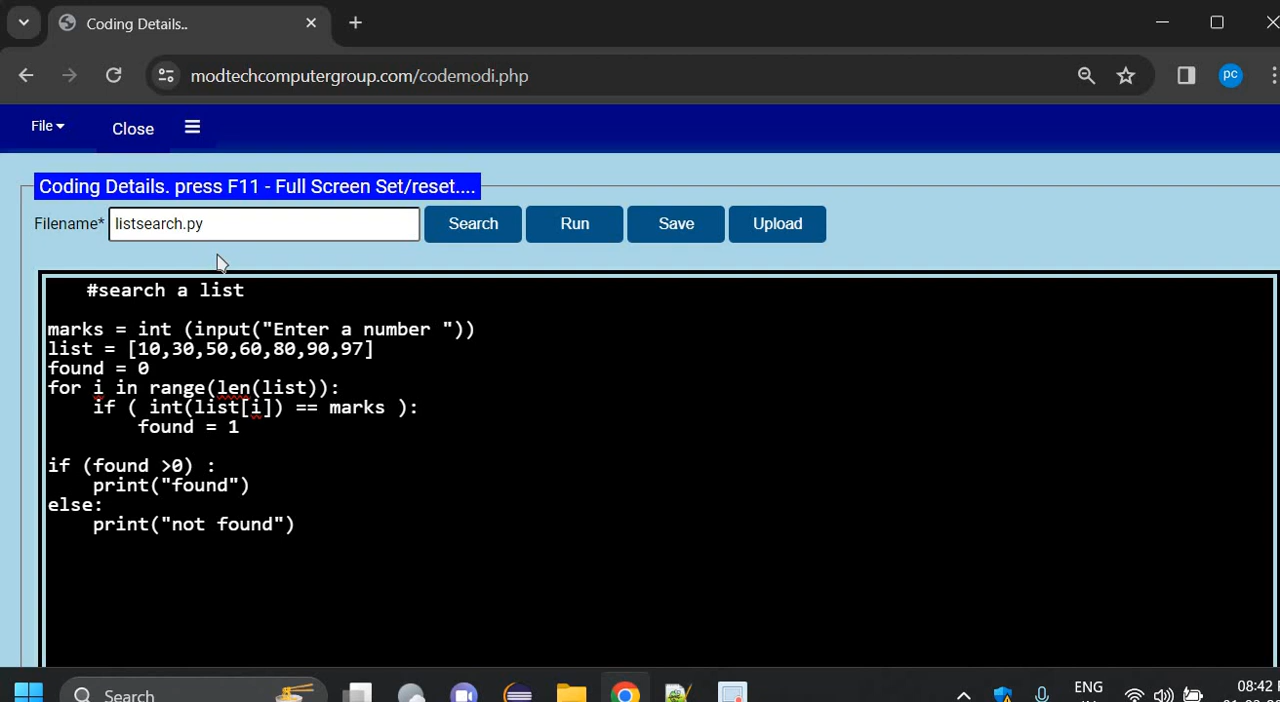 Coding Details..
modtechcomputergroup.com/codemodi.php
pc
File
Close
Coding Details. press F11 - Full Screen Set/reset....
Filename* listsearch.py Search Run Save Upload
#search a list
marks = int (input("Enter a number "))
list = [10,30,50,60,80,90,97]
found = 0
for i in range(len(list)):
    if ( int(list[i]) == marks ):
        found = 1
if (found >0) :
    print("found")
else:
    print("not found")
Search
ENG
08:42